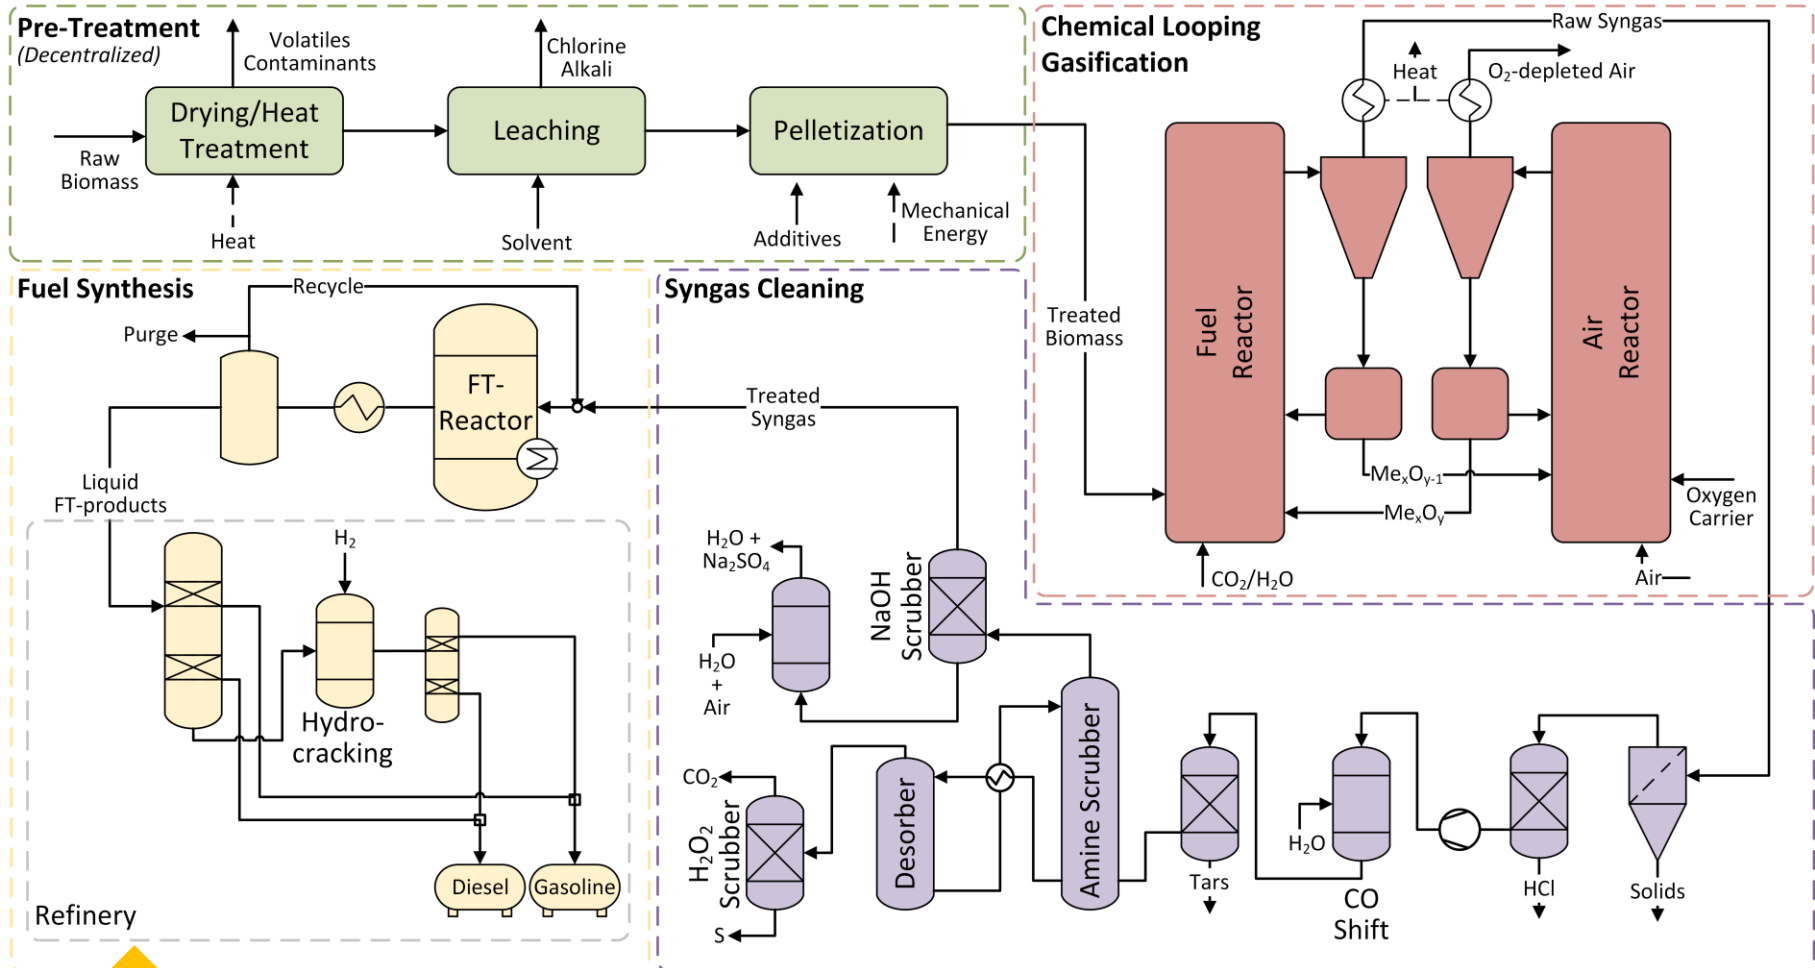 Pre-Treatment
(Decentralized)
Volatiles
Contaminants
Chlorine
Alkali
Drying/Heat
Treatment
Leaching
Pelletization
Raw
Biomass
Heat
Solvent
Additives
Mechanical
Energy
Chemical Looping
Gasification
Raw Syngas
Heat
O₂-depleted Air
Fuel
Reactor
Air
Reactor
Treated
Biomass
MeₓOᵧ₋₁
MeₓOᵧ
Oxygen
Carrier
CO₂/H₂O
Air
Fuel Synthesis
Recycle
Purge
FT-
Reactor
Liquid
FT-products
H₂
Hydro-
cracking
Diesel
Gasoline
Refinery
Syngas Cleaning
Treated
Syngas
H₂O +
Na₂SO₄
NaOH
Scrubber
H₂O
+
Air
CO₂
H₂O₂
Scrubber
S
Desorber
Amine Scrubber
Tars
H₂O
CO
Shift
HCl
Solids